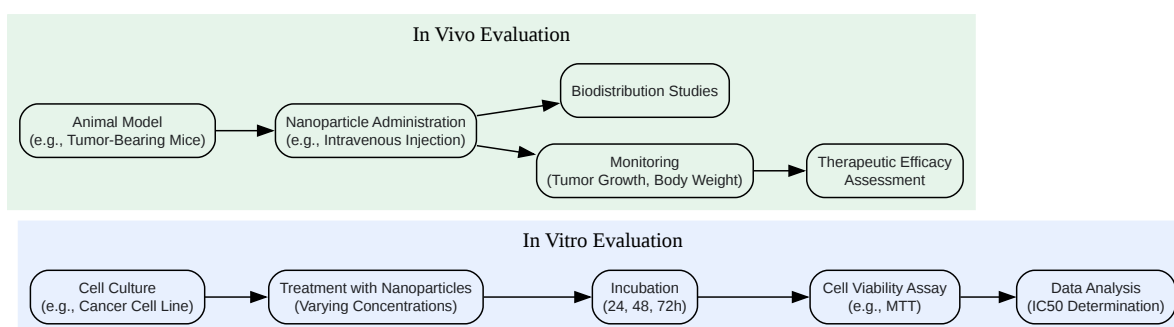 In Vivo Evaluation
Biodistribution Studies
Animal Model
(e.g., Tumor-Bearing Mice)
Nanoparticle Administration
(e.g., Intravenous Injection)
Monitoring
(Tumor Growth, Body Weight)
Therapeutic Efficacy
Assessment
In Vitro Evaluation
Cell Culture
(e.g., Cancer Cell Line)
Treatment with Nanoparticles
(Varying Concentrations)
Incubation
(24, 48, 72h)
Cell Viability Assay
(e.g., MTT)
Data Analysis
(IC50 Determination)